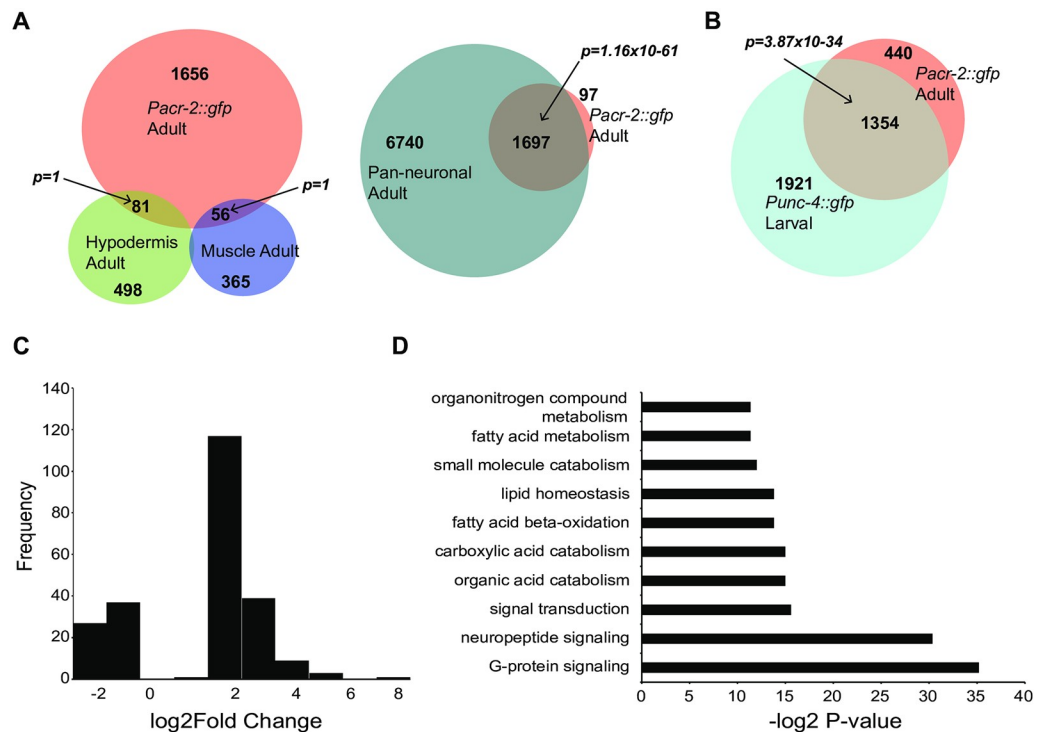 A
1656
Pacr-2::gfp
Adult
p=1
81
p=1
56
Hypodermis
Adult
498
Muscle Adult
365
p=1.16x10-61
6740
Pan-neuronal
Adult
1697
97
Pacr-2::gfp
Adult
B
p=3.87x10-34
440
Pacr-2::gfp
Adult
1354
1921
Punc-4::gfp
Larval
C
Frequency
140
120
100
80
60
40
20
0
-2 0 2 4 6 8
log2Fold Change
D
organonitrogen compound
metabolism
fatty acid metabolism
small molecule catabolism
lipid homeostasis
fatty acid beta-oxidation
carboxylic acid catabolism
organic acid catabolism
signal transduction
neuropeptide signaling
G-protein signaling
0 5 10 15 20 25 30 35 40
-log2 P-value